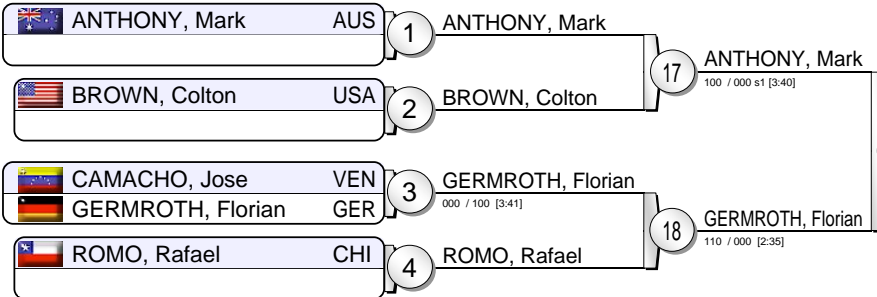 ANTHONY, Mark AUS
1
ANTHONY, Mark
17
ANTHONY, Mark
100 / 000 s1 [3:40]
BROWN, Colton USA
2
BROWN, Colton
CAMACHO, Jose VEN
GERMROTH, Florian GER
3
GERMROTH, Florian
000 / 100 [3:41]
18
GERMROTH, Florian
110 / 000 [2:35]
ROMO, Rafael CHI
4
ROMO, Rafael